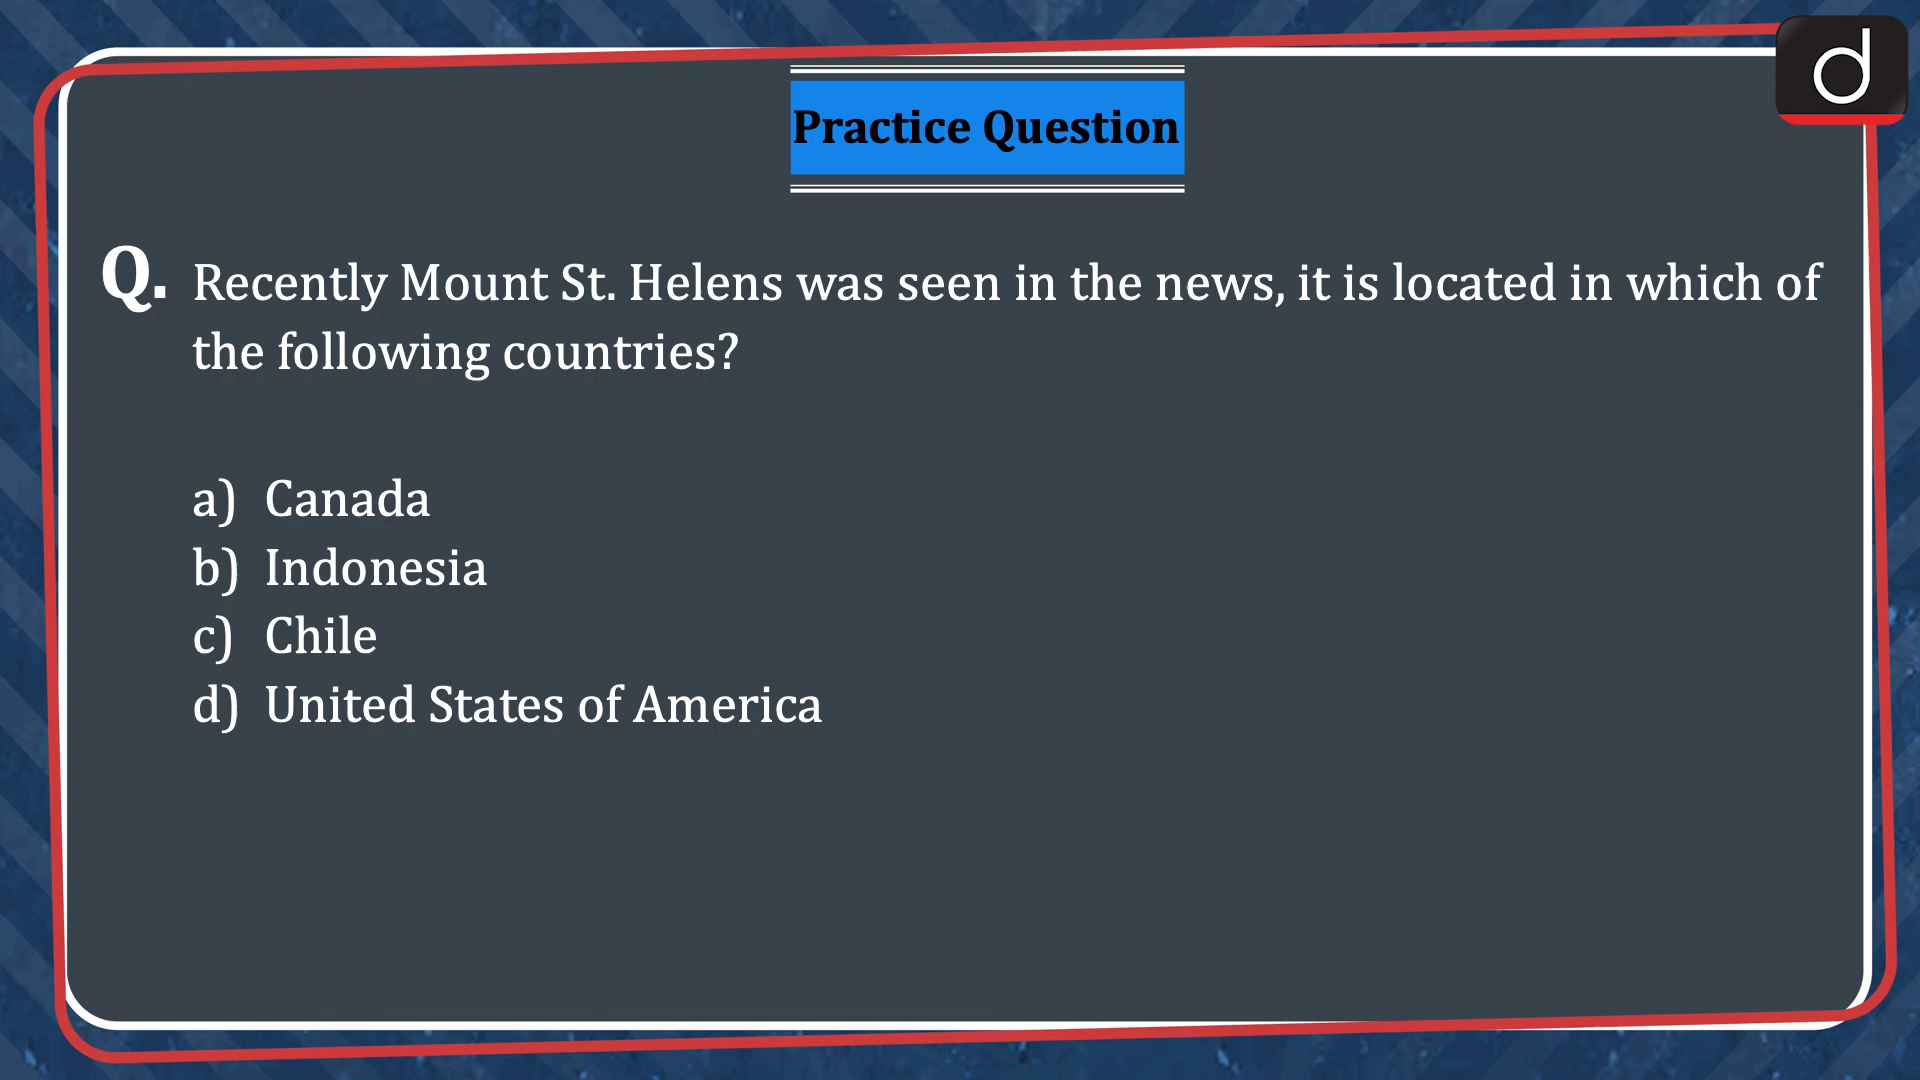 d
Practice Question
Q. Recently Mount St. Helens was seen in the news, it is located in which of
the following countries?
a) Canada
b) Indonesia
c) Chile
d) United States of America